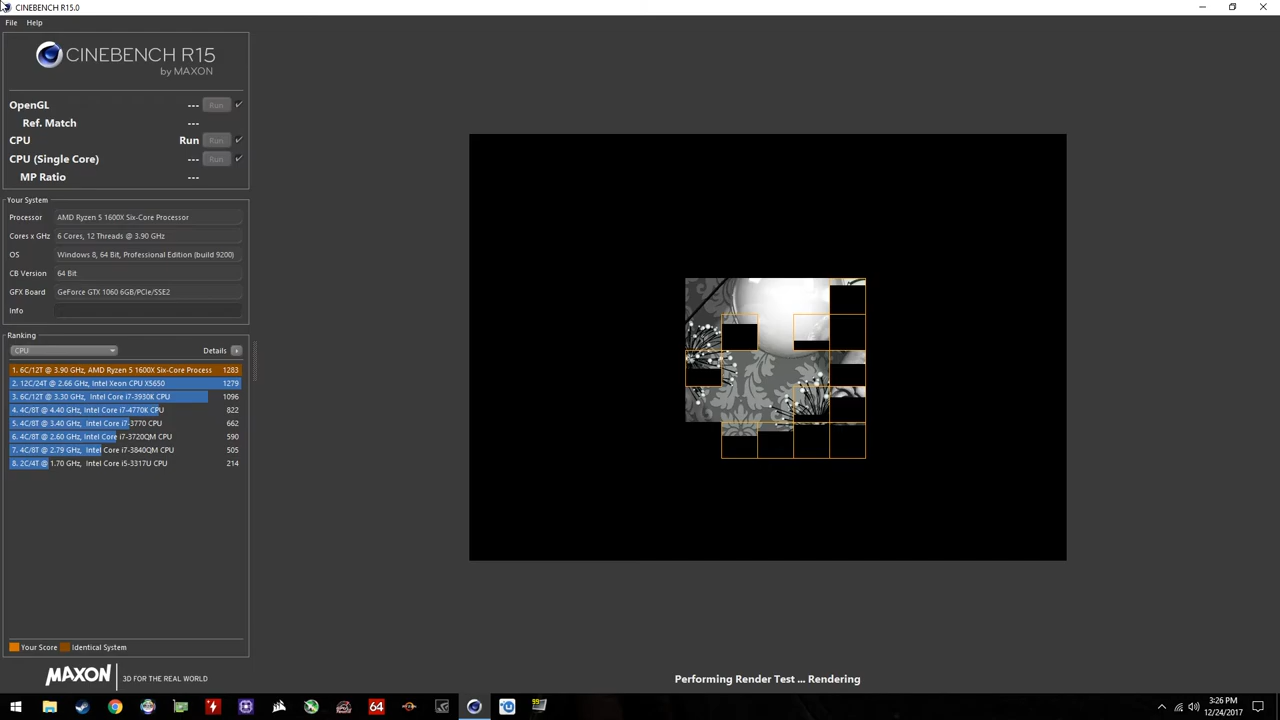 CINEBENCH R15.0
File Help
CINEBENCH R15
by MAXON
OpenGL --- Run
Ref. Match ---
CPU Run Run
CPU (Single Core) --- Run
MP Ratio ---
Your System
Processor AMD Ryzen 5 1600X Six-Core Processor
Cores x GHz 6 Cores, 12 Threads @ 3.90 GHz
OS Windows 8, 64 Bit, Professional Edition (build 9200)
CB Version 64 Bit
GFX Board GeForce GTX 1060 6GB/PCIe/SSE2
Info
Ranking
CPU Details
1. 6C/12T @ 3.90 GHz, AMD Ryzen 5 1600X Six-Core Process 1283
2. 12C/24T @ 2.66 GHz, Intel Xeon CPU X5650 1279
3. 6C/12T @ 3.30 GHz, Intel Core i7-3930K CPU 1096
4. 4C/8T @ 4.40 GHz, Intel Core i7-4770K CPU 822
5. 4C/8T @ 3.40 GHz, Intel Core i7-3770 CPU 662
6. 4C/8T @ 2.60 GHz, Intel Core i7-3720QM CPU 590
7. 4C/8T @ 2.79 GHz, Intel Core i7-3840QM CPU 505
8. 2C/4T @ 1.70 GHz, Intel Core i5-3317U CPU 214
Your Score Identical System
MAXON 3D FOR THE REAL WORLD
Performing Render Test ... Rendering
64 99
3:26 PM
12/24/2017